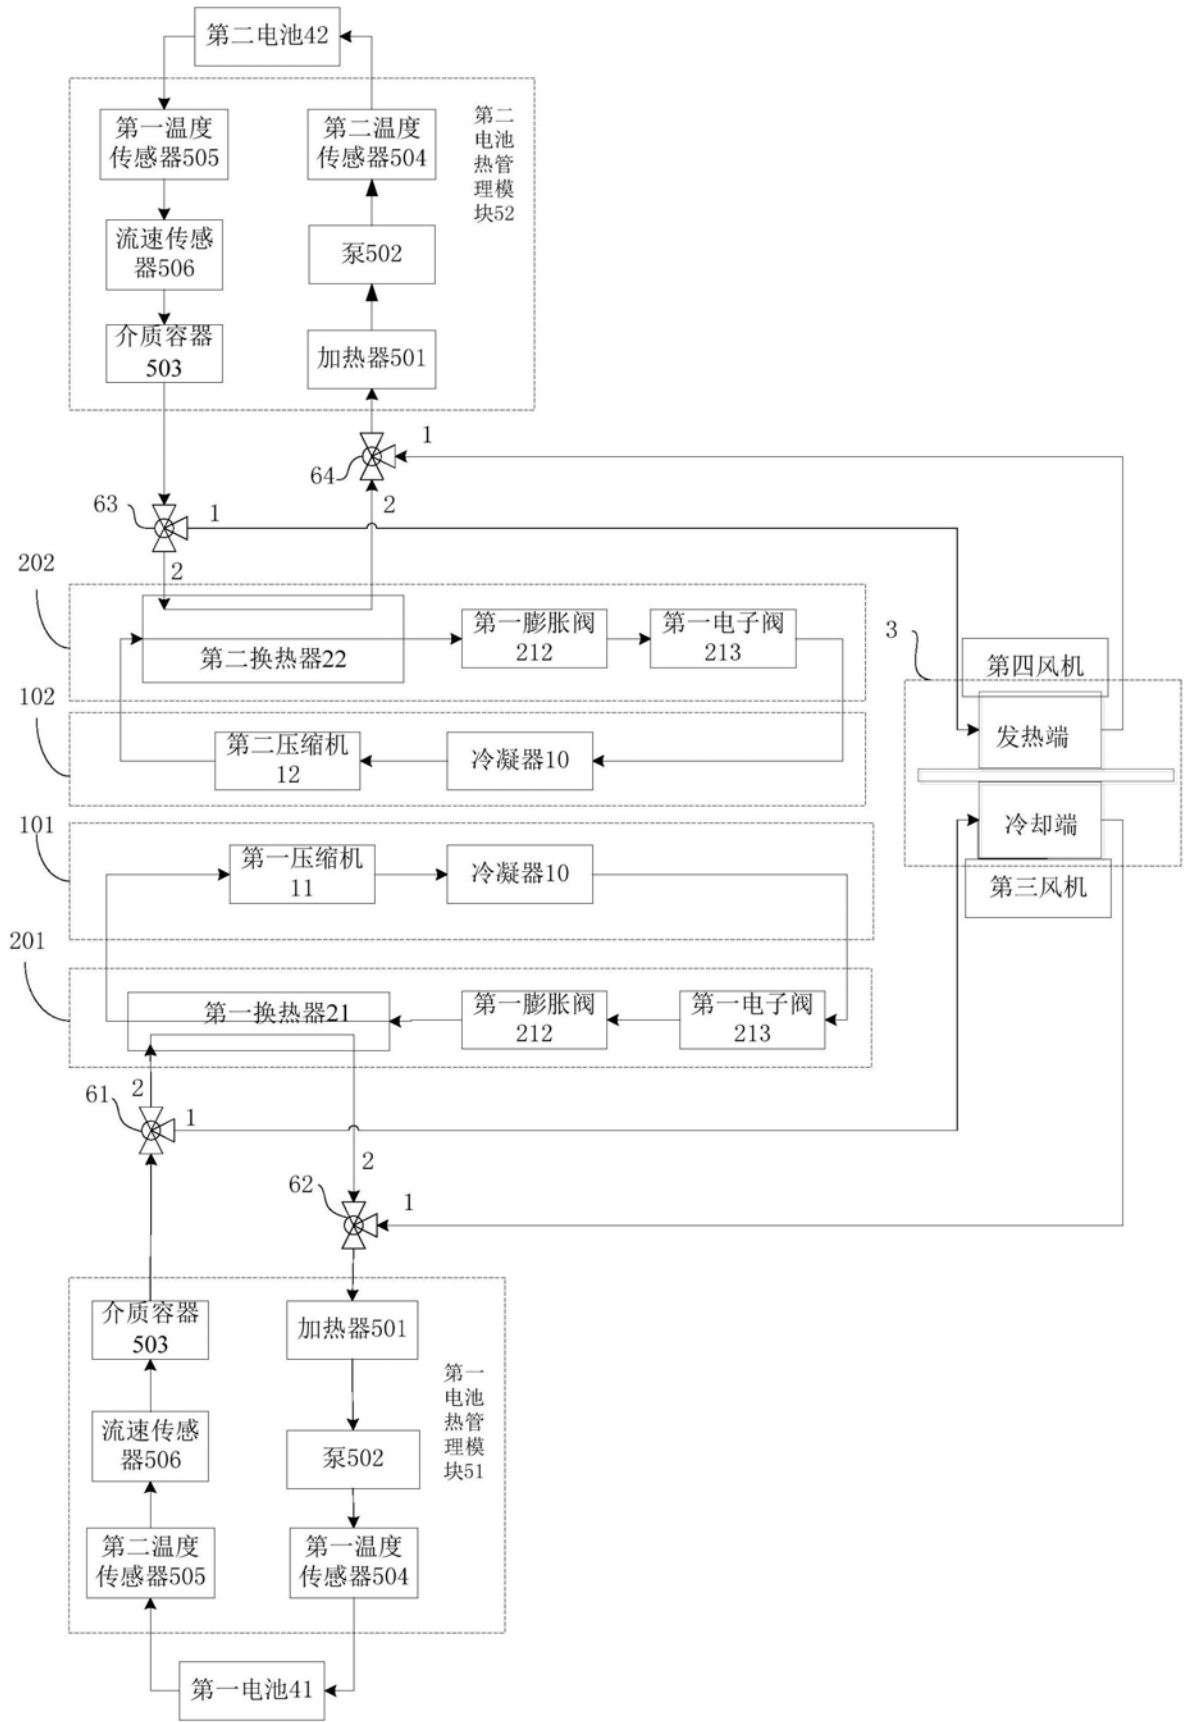 第二电池42
第一温度
传感器505
第二温度
传感器504
第二
电池
热管
理模
块52
流速传感
器506
泵502
介质容器
503
加热器501
1
64
2
63
1
2
202
第二换热器22
第一膨胀阀
212
第一电子阀
213
3
第四风机
102
第二压缩机
12
冷凝器10
发热端
101
第一压缩机
11
冷凝器10
冷却端
第三风机
201
第一换热器21
第一膨胀阀
212
第一电子阀
213
2
61
1
2
62
1
介质容器
503
加热器501
第一
电池
热管
理模
块51
流速传感
器506
泵502
第二温度
传感器505
第一温度
传感器504
第一电池41